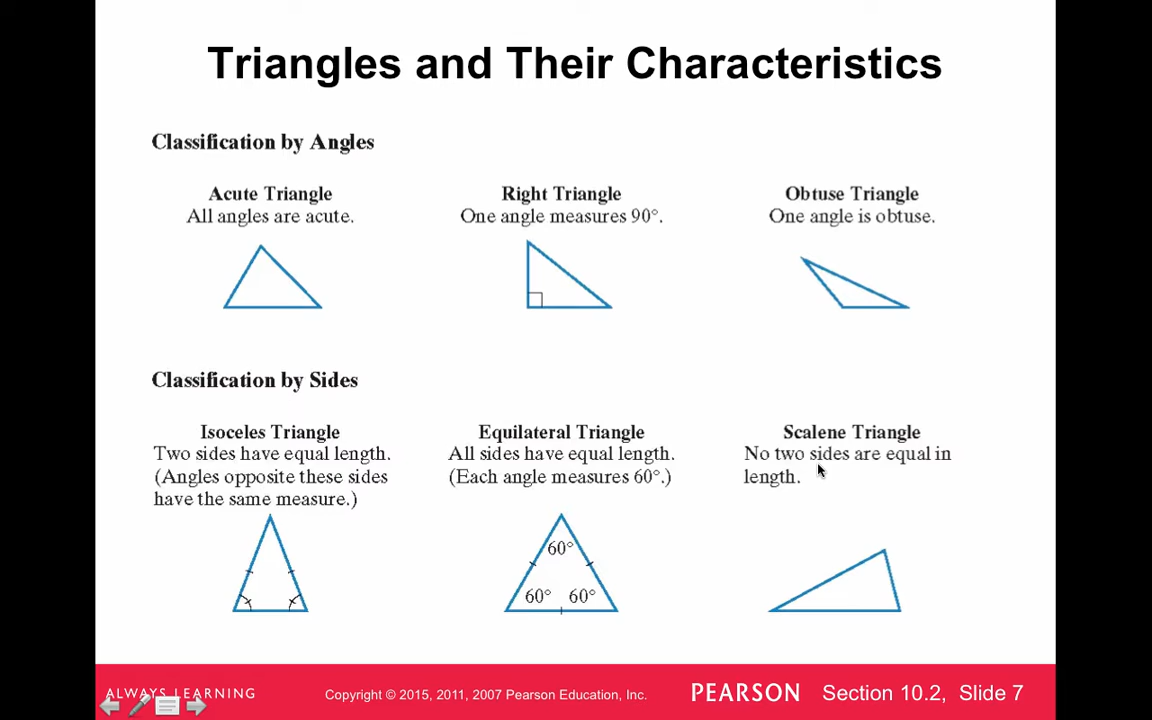 Triangles and Their Characteristics
Classification by Angles
Acute Triangle
All angles are acute.
Right Triangle
One angle measures 90°.
Obtuse Triangle
One angle is obtuse.
Classification by Sides
Isoceles Triangle
Two sides have equal length.
(Angles opposite these sides
have the same measure.)
Equilateral Triangle
All sides have equal length.
(Each angle measures 60°.)
60°
60° 60°
Scalene Triangle
No two sides are equal in
length.
ALWAYS LEARNING
Copyright © 2015, 2011, 2007 Pearson Education, Inc.
PEARSON
Section 10.2, Slide 7